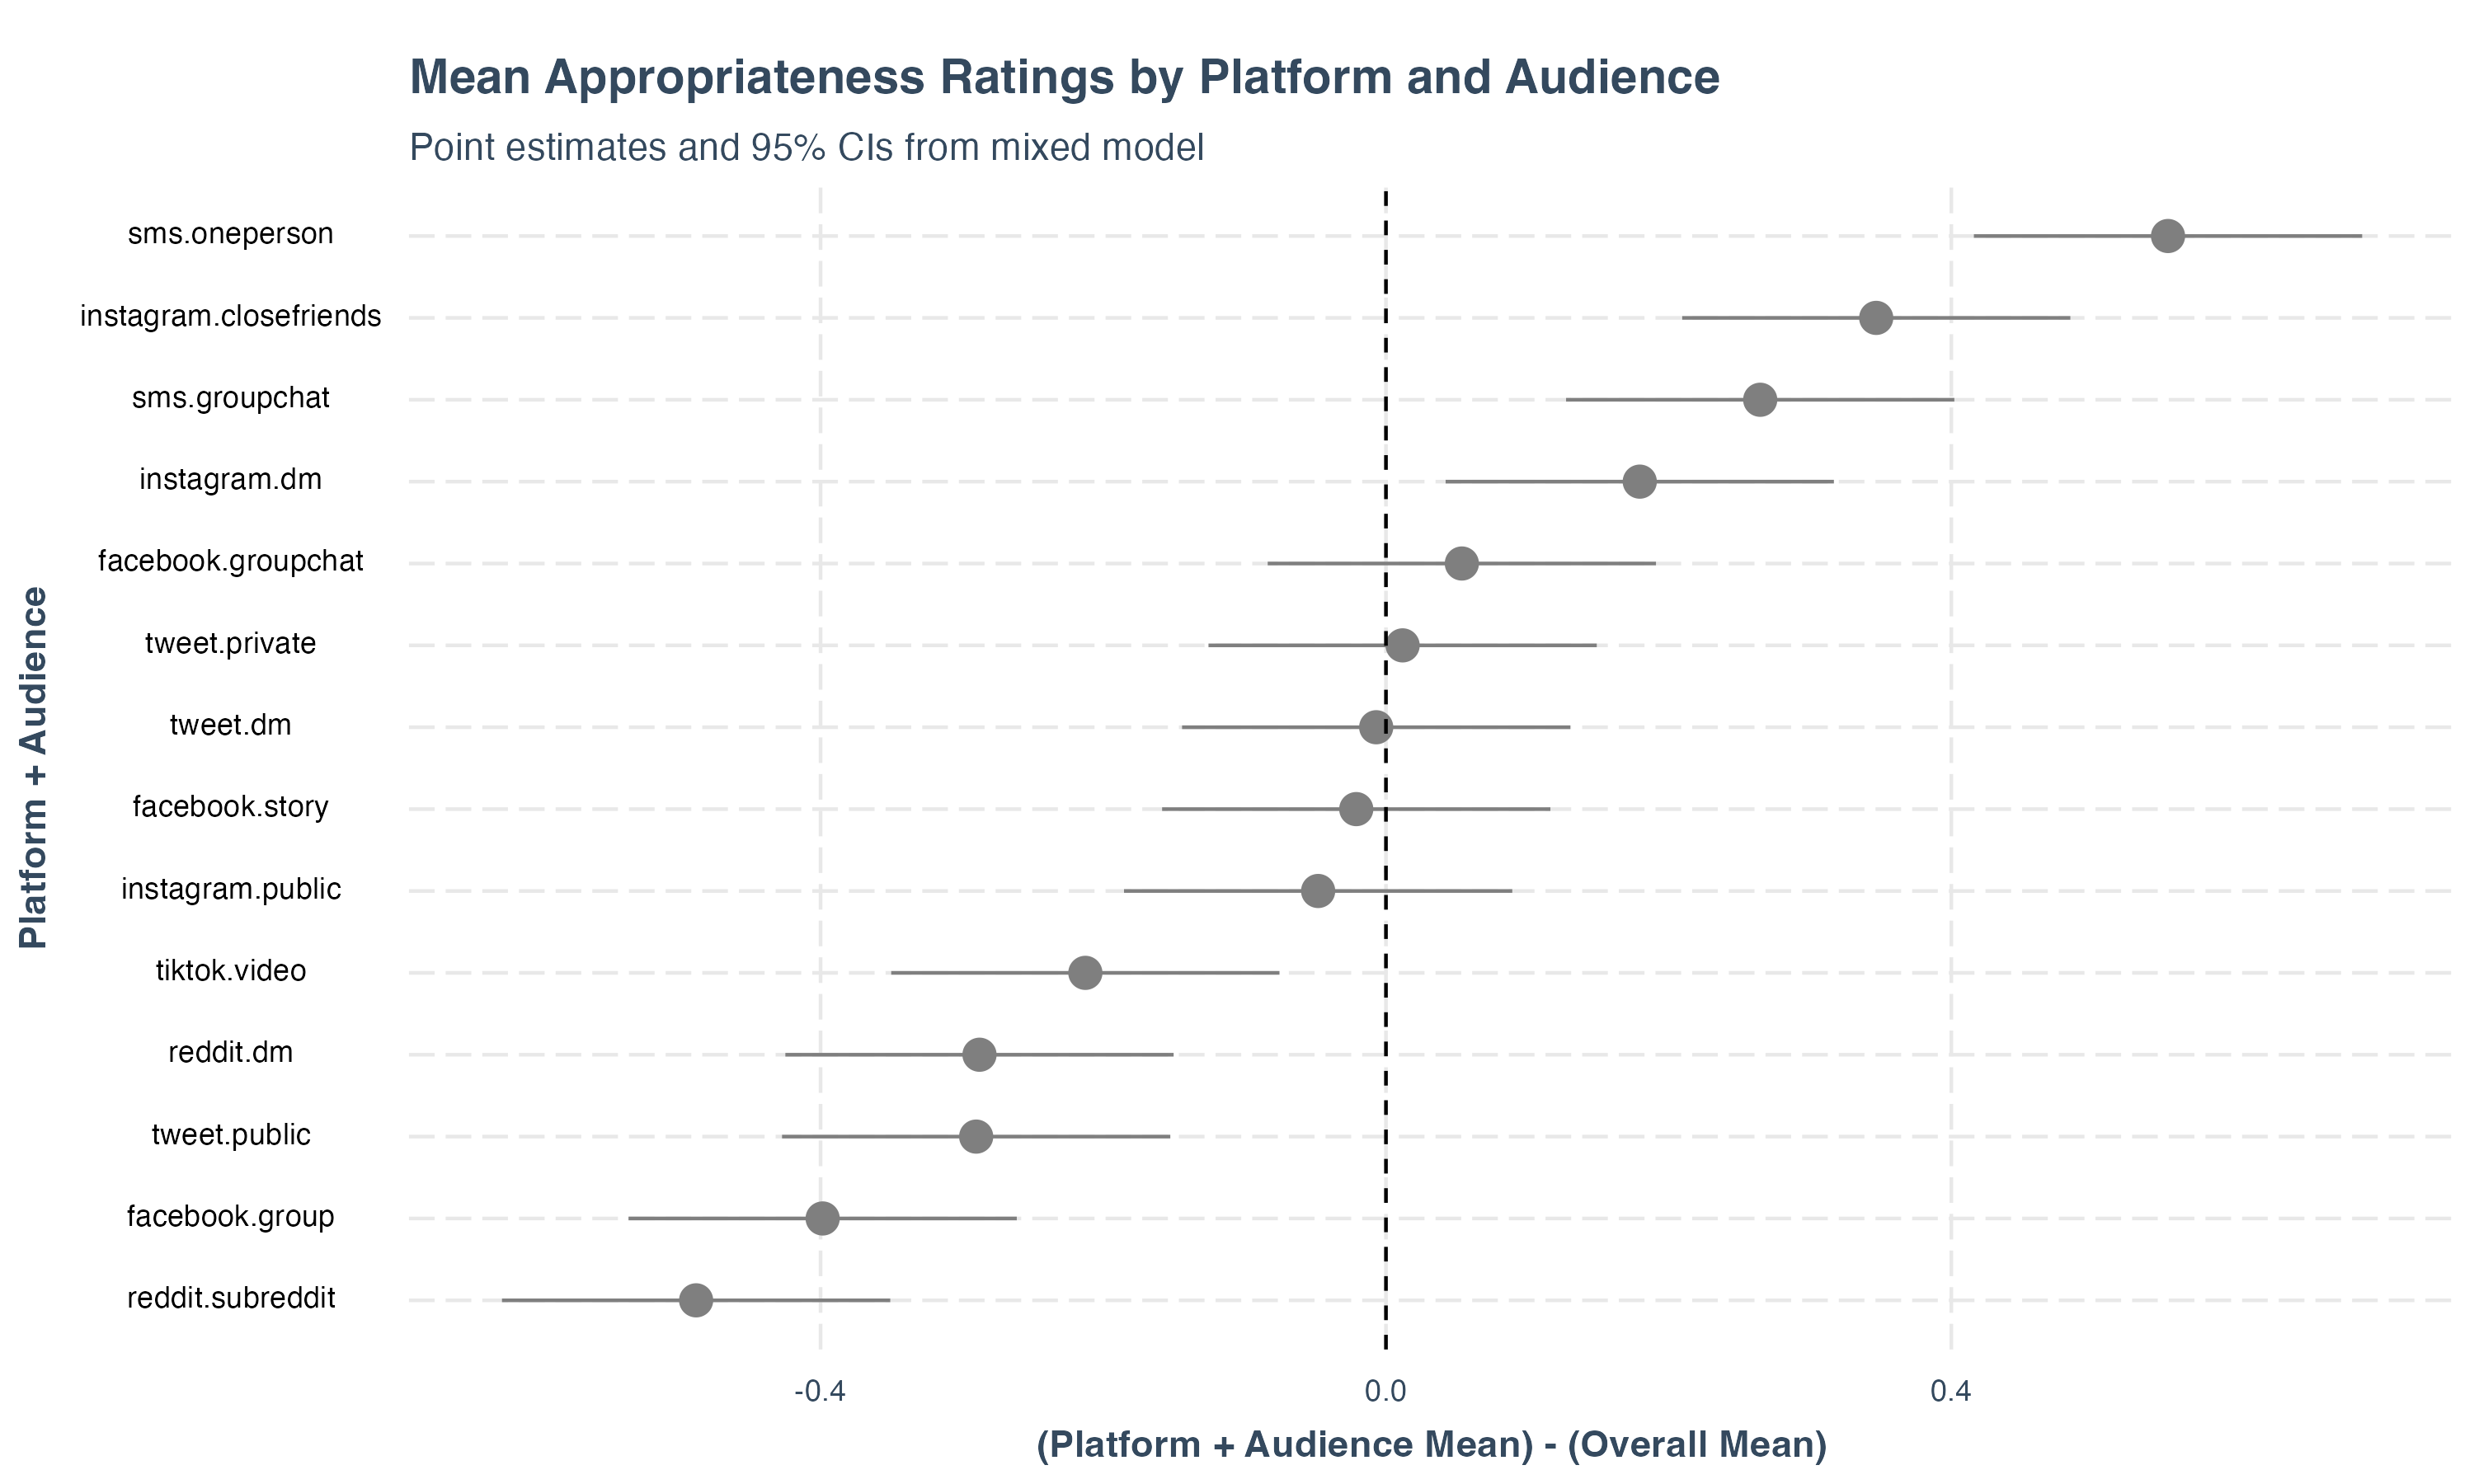 Mean Appropriateness Ratings by Platform and Audience
Point estimates and 95% CIs from mixed model
Platform + Audience
sms.oneperson
instagram.closefriends
sms.groupchat
instagram.dm
facebook.groupchat
tweet.private
tweet.dm
facebook.story
instagram.public
tiktok.video
reddit.dm
tweet.public
facebook.group
reddit.subreddit
-0.4 0.0 0.4
(Platform + Audience Mean) - (Overall Mean)